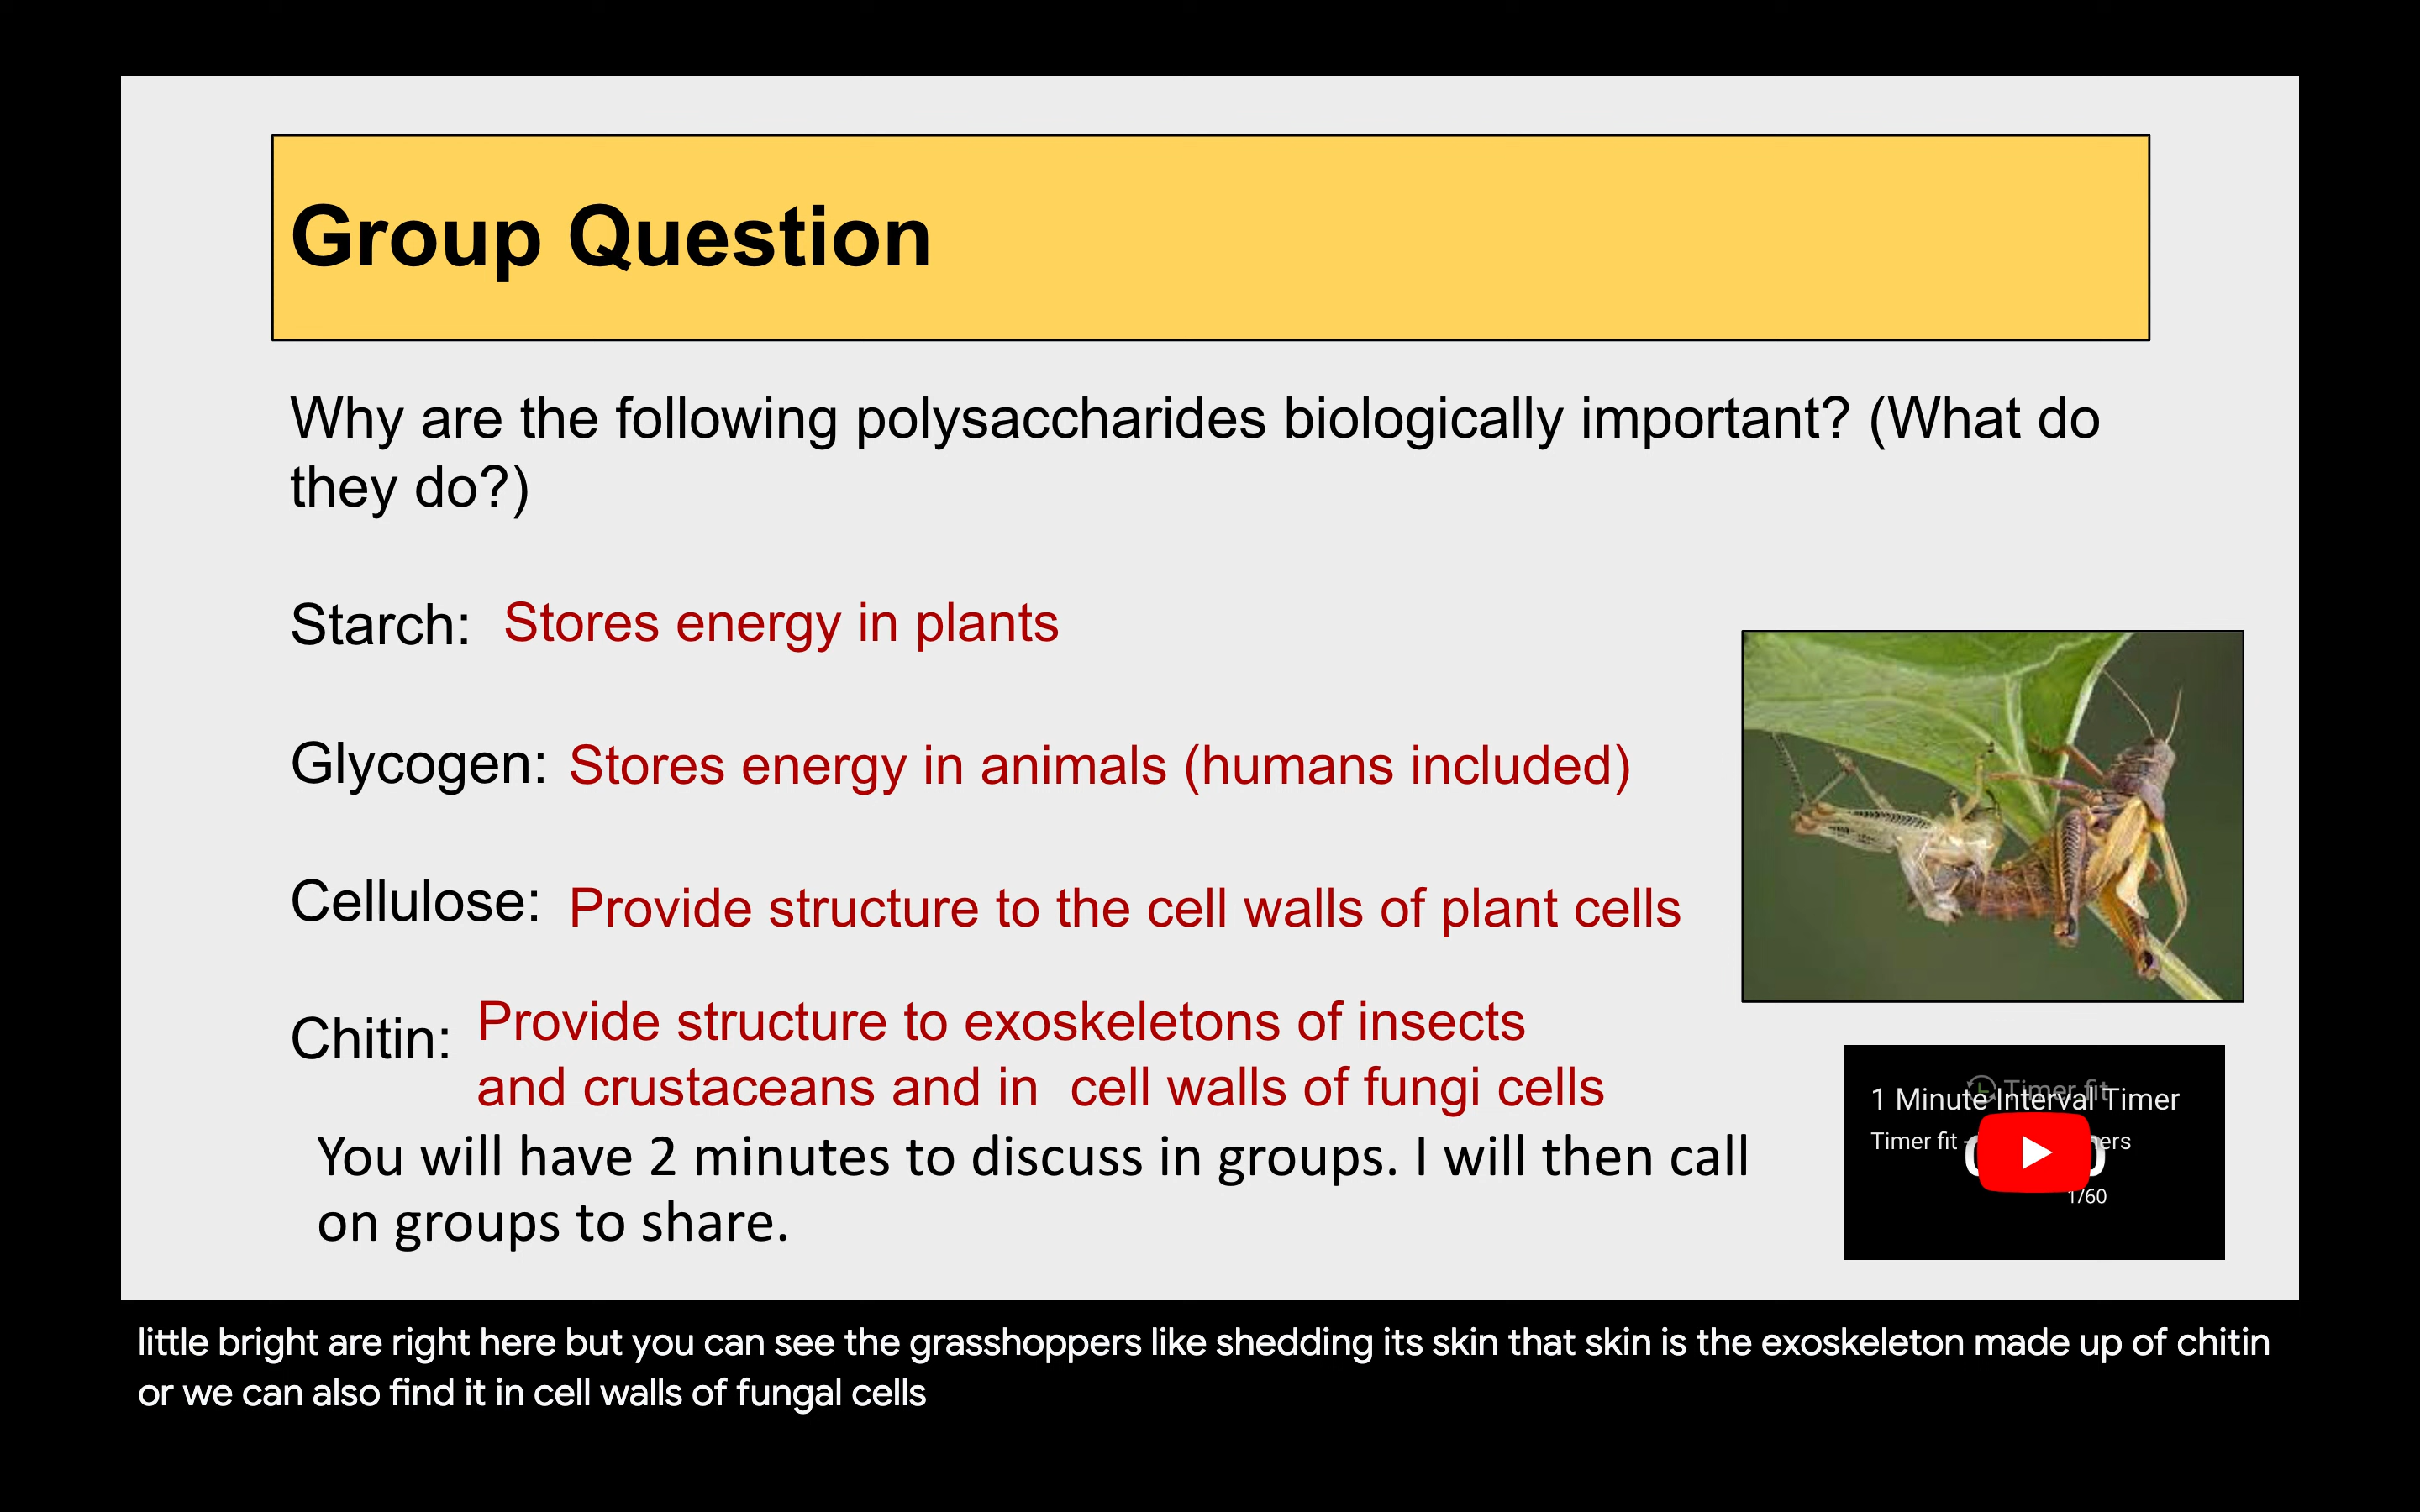 Group Question
Why are the following polysaccharides biologically important? (What do
they do?)
Starch: Stores energy in plants
Glycogen: Stores energy in animals (humans included)
Cellulose: Provide structure to the cell walls of plant cells
Chitin: Provide structure to exoskeletons of insects
and crustaceans and in cell walls of fungi cells
You will have 2 minutes to discuss in groups. I will then call
on groups to share.
Timer fit
1 Minute Interval Timer
Timer fit -
1/60
little bright are right here but you can see the grasshoppers like shedding its skin that skin is the exoskeleton made up of chitin
or we can also find it in cell walls of fungal cells